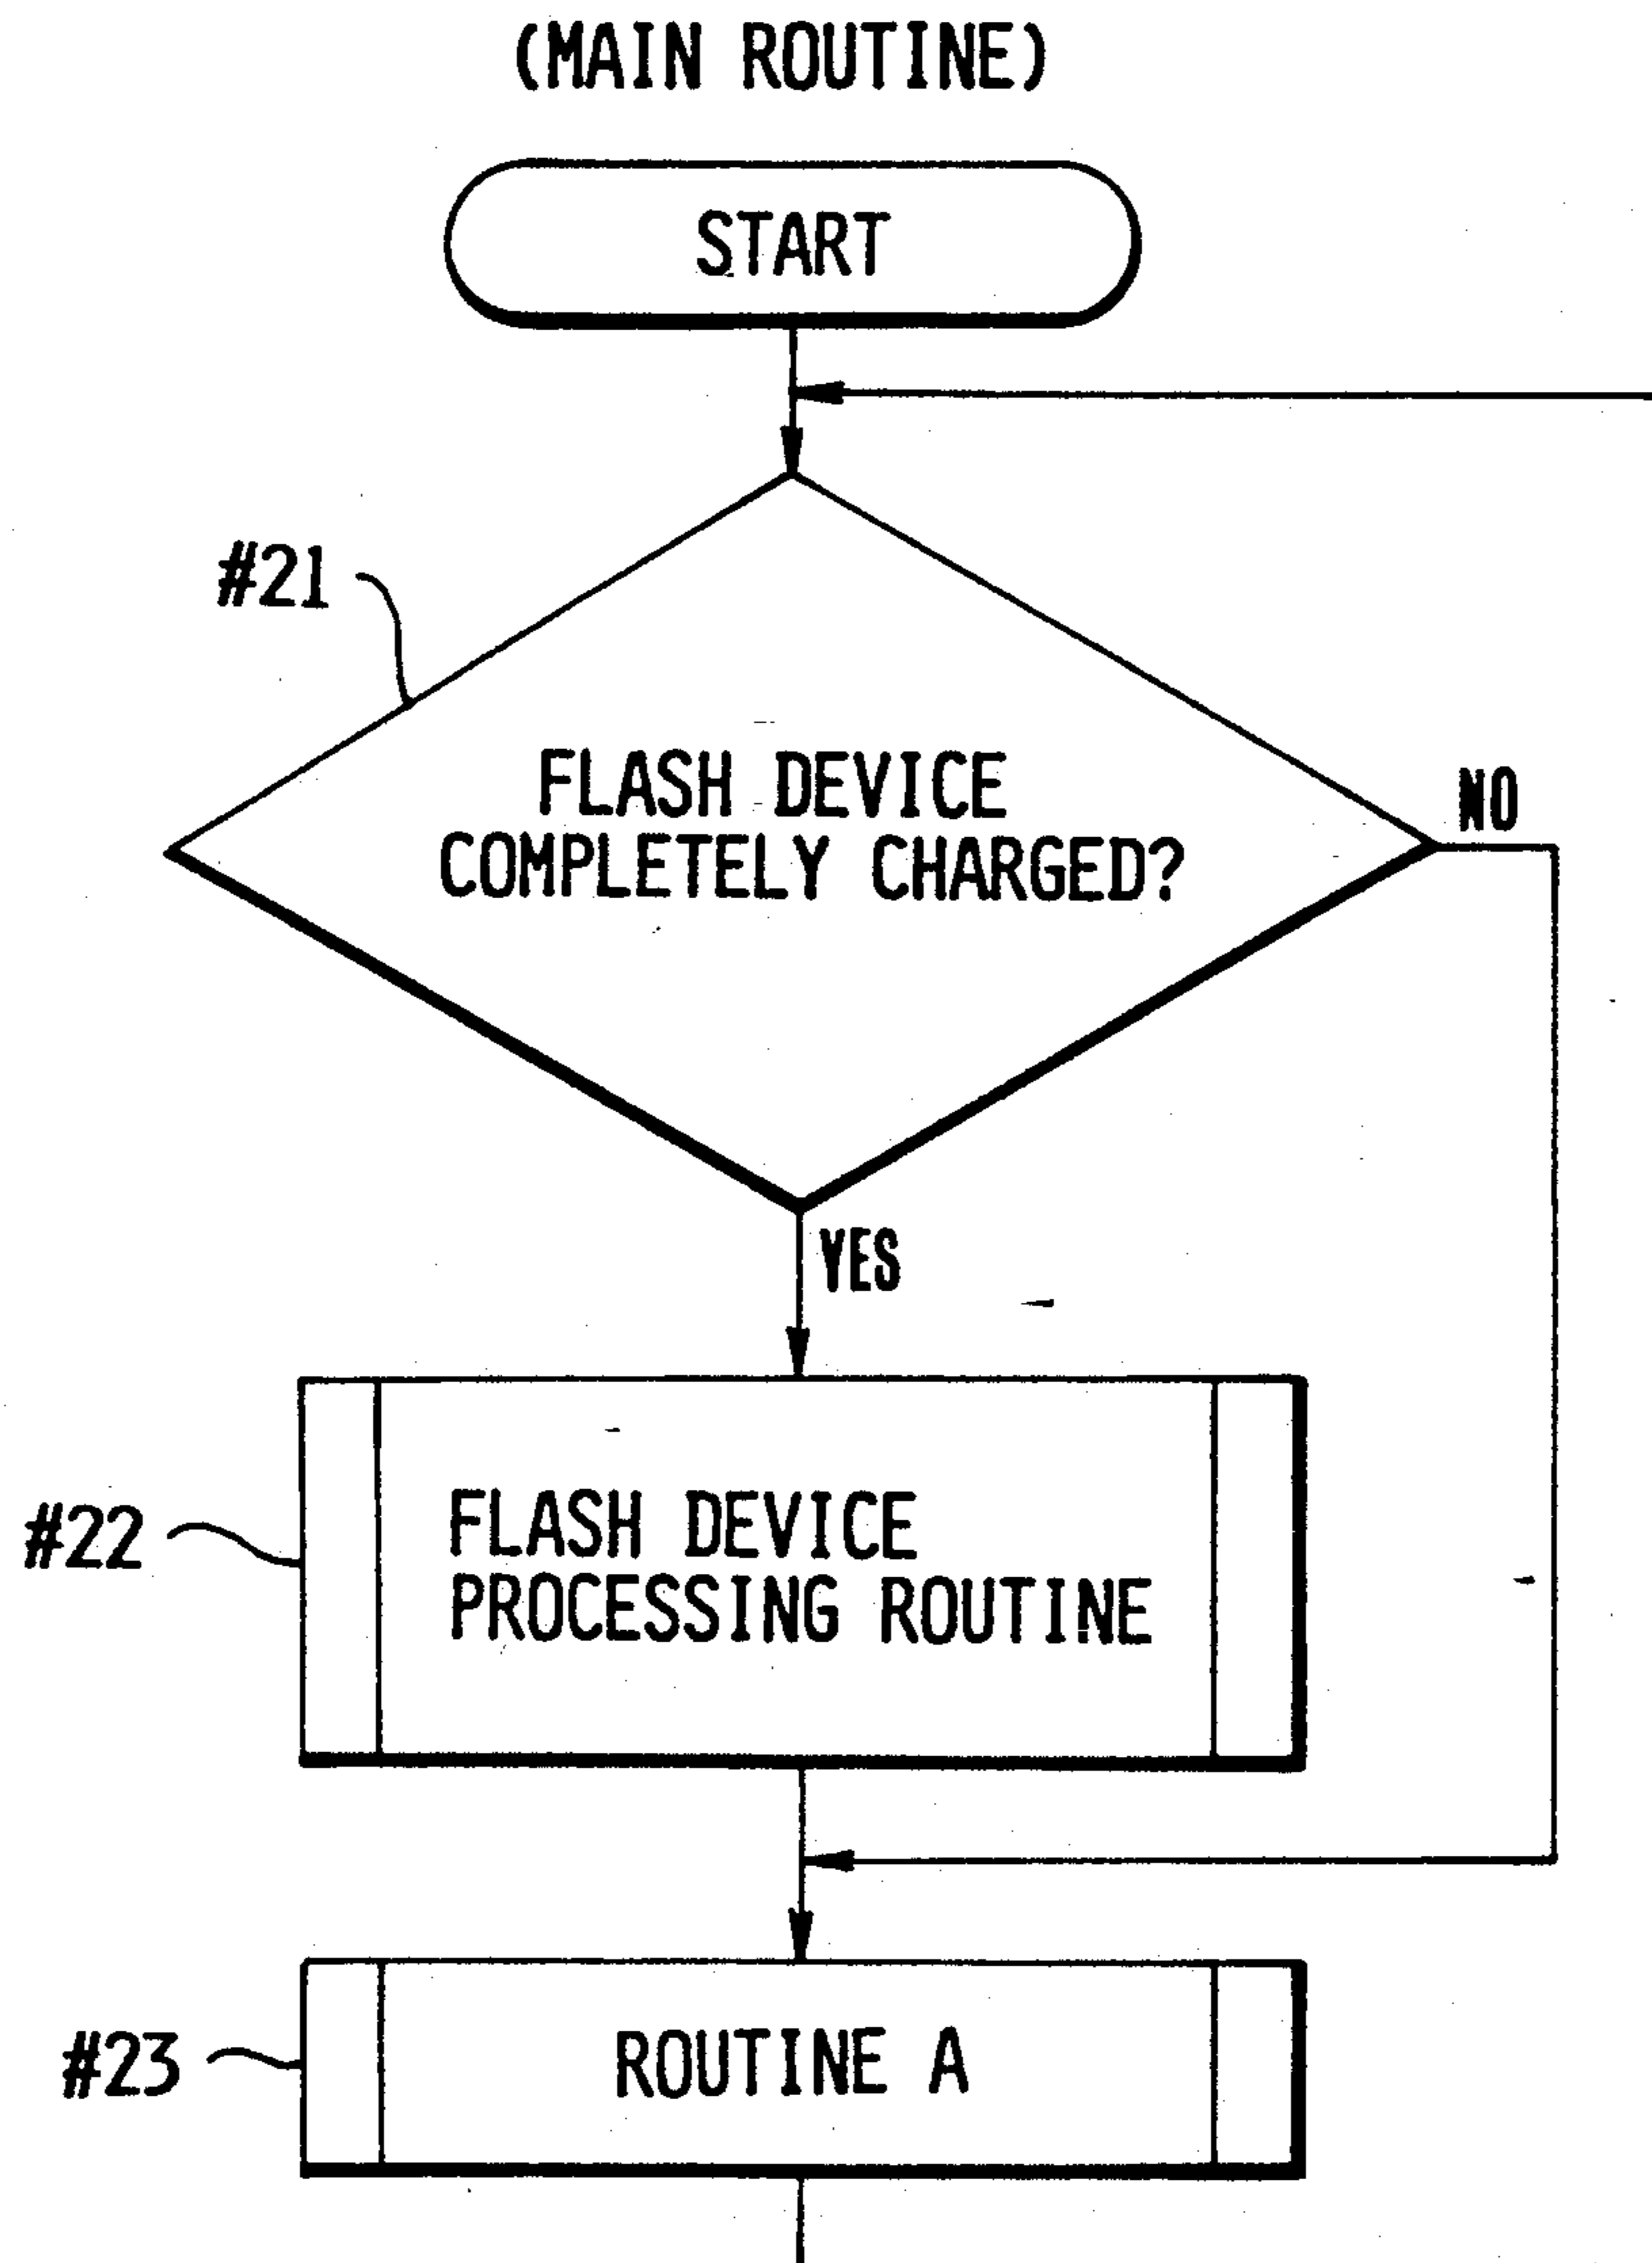 (MAIN ROUTINE)
START
#21
FLASH DEVICE
COMPLETELY CHARGED?
NO
YES
#22
FLASH DEVICE
PROCESSING ROUTINE
#23
ROUTINE A